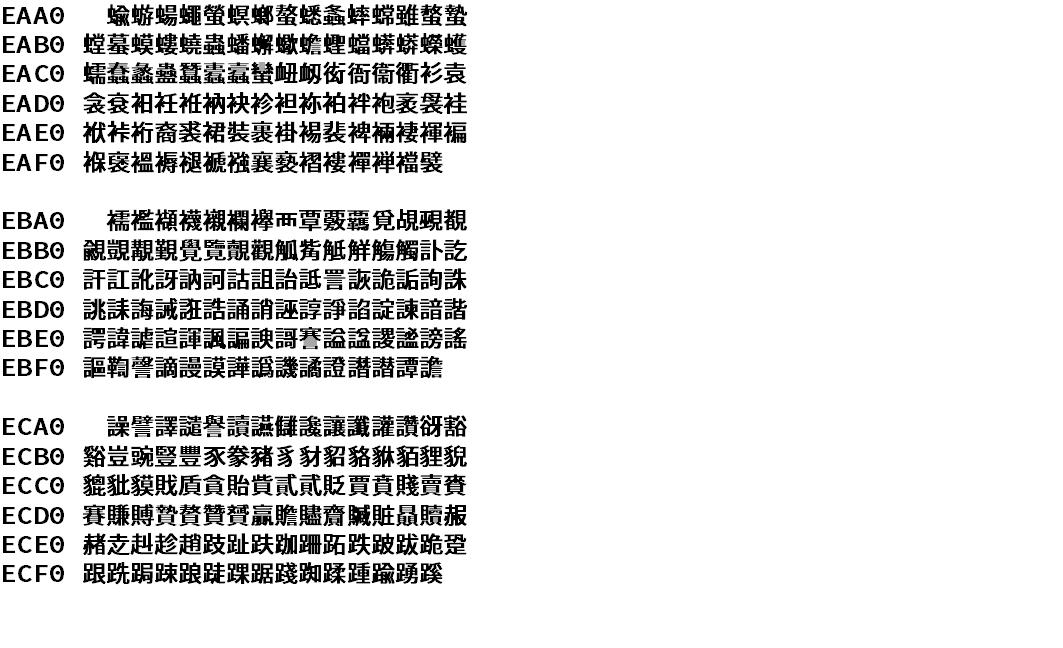 EAA0 蝓蝣蝪蠅螢螟螂螯蟋螽蟀蟐雖螫蟄
EAB0 螳蟇蟆螻蟯蟲蟠蠏蠍蟾蟶蟷蠎蟒蠑蠖
EAC0 蠕蠢蠡蠱蠶蠹蠧蠻衄衂衒衙衞衢衫袁
EAD0 衾袞衵衽袵衲袂袗袒袮袙袢袍袤袰袿
EAE0 袱裃裄裔裘裙裝裹褂裼裴裨裲褄褌褊
EAF0 褓襃褞褥褪褫襁襄褻褶褸襌褝襠襞
EBA0 襦襤襭襪襯襴襷襾覃覈覊覓覘覡覩
EBB0 覦覬覯覲覺覽覿觀觚觜觝觧觴觸訃訖
EBC0 訐訌訛訝訥訶詁詛詒詆詈詼詭詬詢誅
EBD0 誂誄誨誡誑誥誦誚誣諄諍諂諚諫諳諧
EBE0 諤諱謔諠諢諷諞諛謌謇謚諡謖謐謗謠
EBF0 謳鞫謦謫謾謨譁譌譏譎證譖譛譚譫
ECA0 譟譬譯譴譽讀讌讎讒讓讖讙讚谺豁
ECB0 谿豈豌豎豐豕豢豬豸豺貂貉貅貊貍貎
ECC0 貔豼貘戝貭貪貽貲貳貮貶賈賁賤賣賚
ECD0 賽賺賻贄贅贊贇贏贍贐齎贓賍贔贖赧
ECE0 赭赱赳趁趙跂趾趺跏跚跖跌跛跋跪跫
ECF0 跟跣跼踈踉跿踝踞踐踟蹂踵踰踴蹊